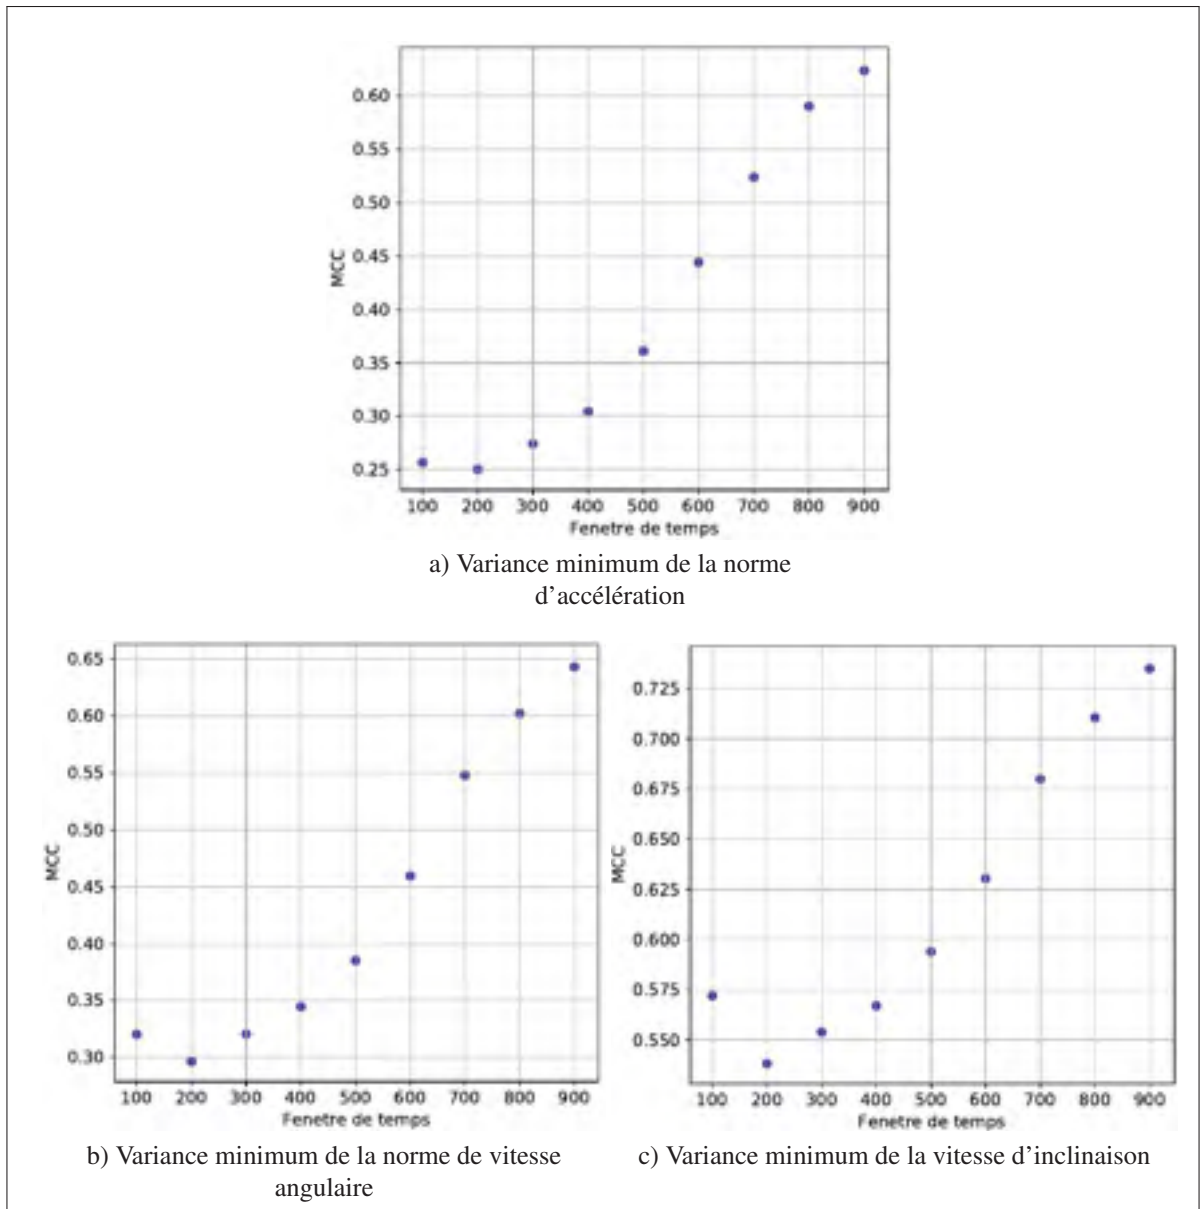 0.60
0.55
0.50
0.45
0.40
0.35
0.30
0.25
MCC
100 200 300 400 500 600 700 800 900
Fenetre de temps
a) Variance minimum de la norme
d’accélération
0.65
0.60
0.55
0.50
0.45
0.40
0.35
0.30
MCC
100 200 300 400 500 600 700 800 900
Fenetre de temps
b) Variance minimum de la norme de vitesse
angulaire
0.725
0.700
0.675
0.650
0.625
0.600
0.575
0.550
MCC
100 200 300 400 500 600 700 800 900
Fenetre de temps
c) Variance minimum de la vitesse d’inclinaison